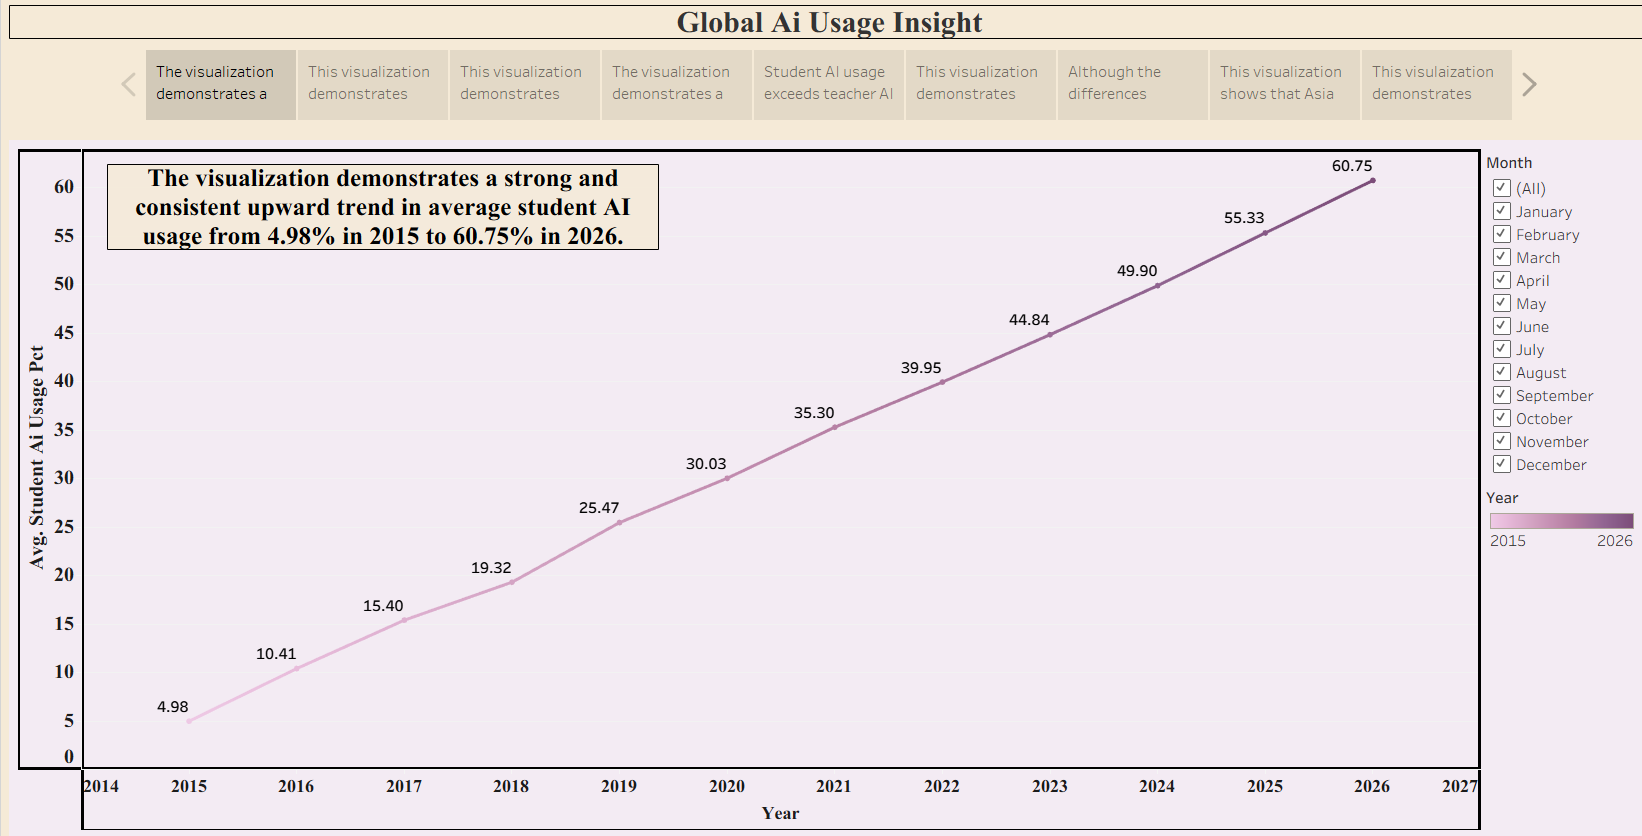 Global Ai Usage Insight
The visualization
demonstrates a
This visualization
demonstrates
This visualization
demonstrates
The visualization
demonstrates a
Student AI usage
exceeds teacher AI
This visualization
demonstrates
Although the
differences
This visualization
shows that Asia
This visulaization
demonstrates
The visualization demonstrates a strong and
consistent upward trend in average student AI
usage from 4.98% in 2015 to 60.75% in 2026.
Avg. Student Ai Usage Pct
60
55
50
45
40
35
30
25
20
15
10
5
0
4.98
10.41
15.40
19.32
25.47
30.03
35.30
39.95
44.84
49.90
55.33
60.75
2014
2015
2016
2017
2018
2019
2020
2021
2022
2023
2024
2025
2026
2027
Year
Month
(All)
January
February
March
April
May
June
July
August
September
October
November
December
Year
2015
2026